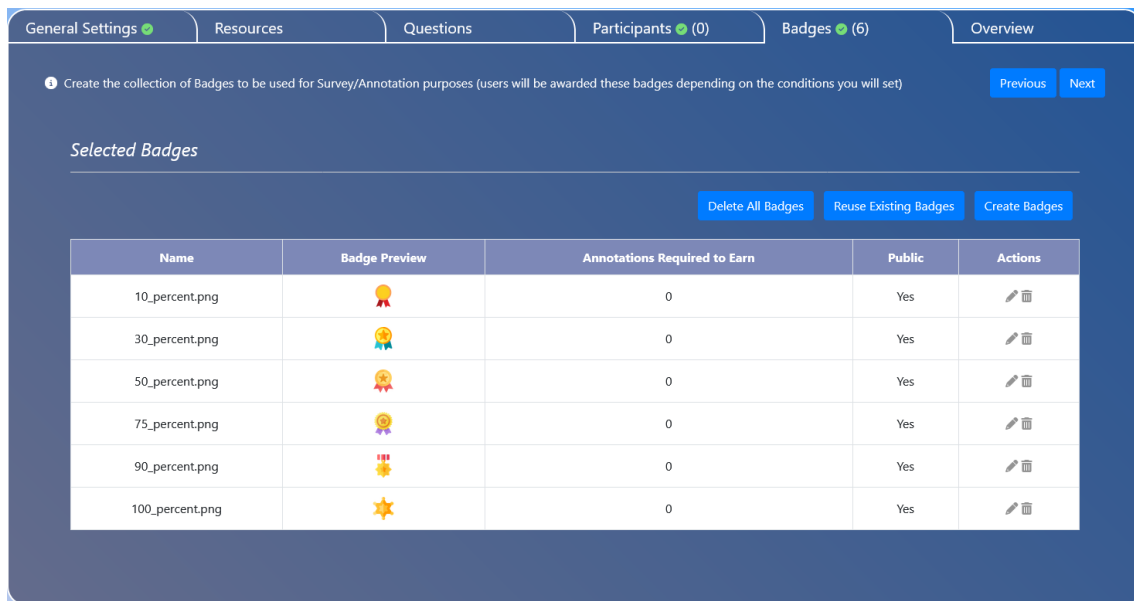 General Settings Resources Questions Participants (0) Badges (6) Overview
Create the collection of Badges to be used for Survey/Annotation purposes (users will be awarded these badges depending on the conditions you will set) Previous Next
Selected Badges
Delete All Badges Reuse Existing Badges Create Badges
Name Badge Preview Annotations Required to Earn Public Actions
10_percent.png 0 Yes
30_percent.png 0 Yes
50_percent.png 0 Yes
75_percent.png 0 Yes
90_percent.png 0 Yes
100_percent.png 0 Yes